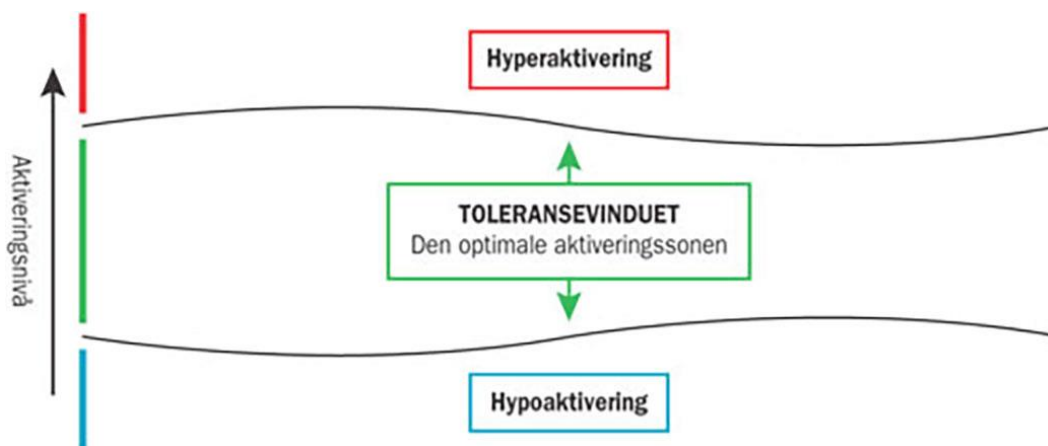 Hyperaktivering
Aktiveringsnivå
TOLERANSEVINDUET
Den optimale aktiveringssonen
Hypoaktivering